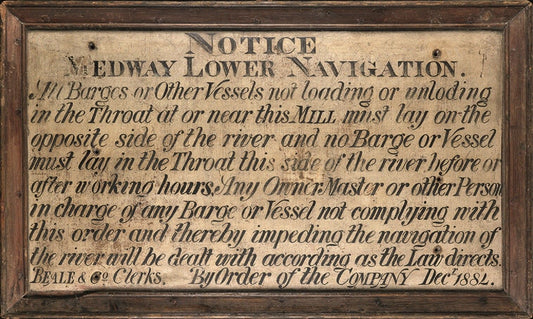 NOTICE
MEDWAY LOWER NAVIGATION.
All Barges or Other Vessels not loading or unloding
in the Throat at or near this MILL must lay on the
opposite side of the river and no Barge or Vessel
must lay in the Throat this side of the river before or
after working hours. Any Owner Master or other Person
in charge of any Barge or Vessel not complying with
this order and thereby impeding the navigation of
the river will be dealt with according as the Law directs.
BEALE & Co. Clerks. By Order of the COMPANY Decr. 1882.